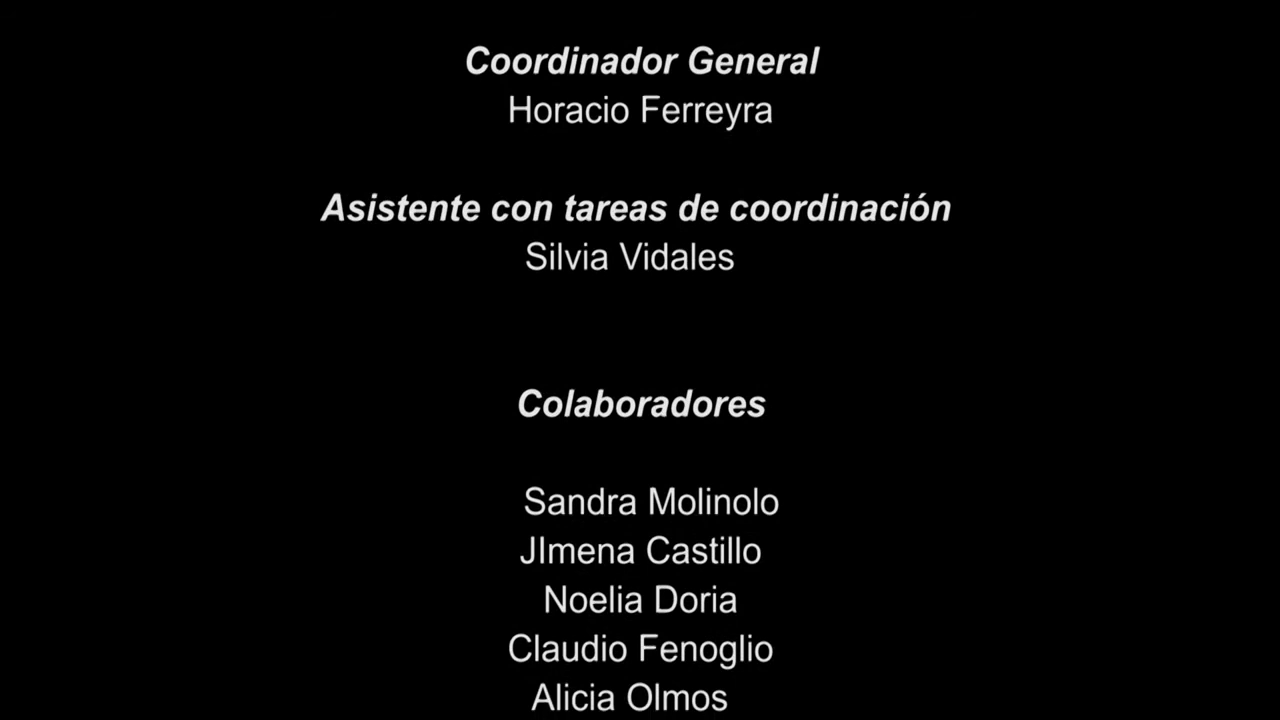 Coordinador General
Horacio Ferreyra
Asistente con tareas de coordinación
Silvia Vidales
Colaboradores
Sandra Molinolo
JImena Castillo
Noelia Doria
Claudio Fenoglio
Alicia Olmos